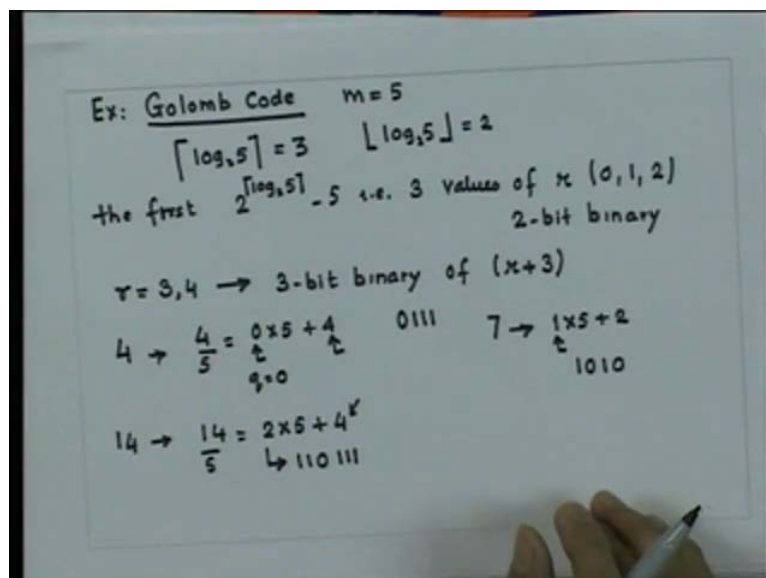 Ex: Golomb Code m = 5
⌈log₂5⌉ = 3 ⌊log₂5⌋ = 2
the first 2^⌈log₂5⌉ - 5 i.e. 3 values of r (0, 1, 2)
2-bit binary
r = 3, 4 → 3-bit binary of (r+3)
4 → 4/5 = 0×5 + 4 0111 7 → 1×5 + 2
q=0 1010
14 → 14/5 = 2×5 + 4
↳ 110 111